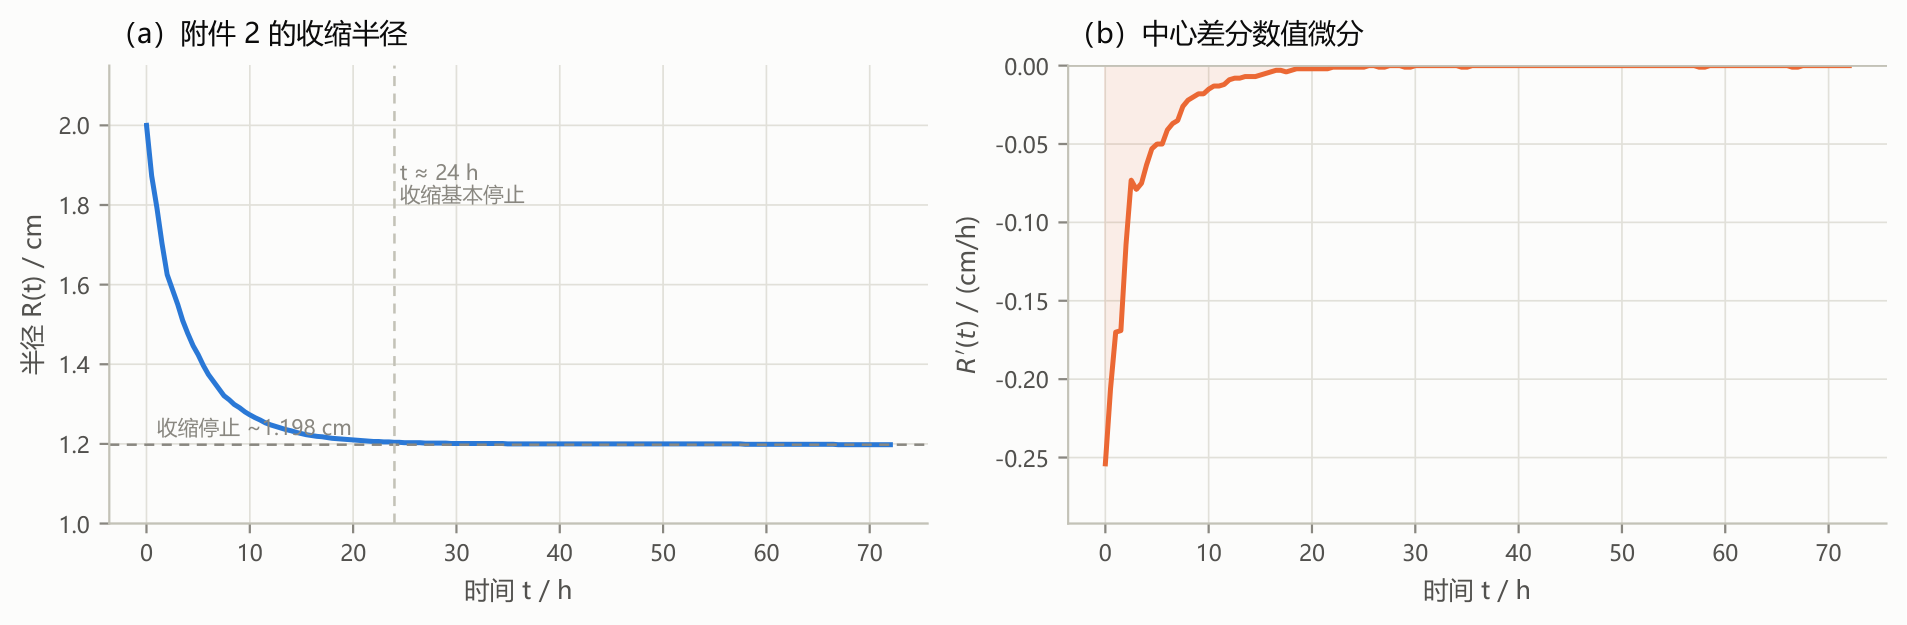 （a）附件 2 的收缩半径
半径 R(t) / cm
2.0
1.8
1.6
1.4
1.2
1.0
t ≈ 24 h
收缩基本停止
收缩停止 ~1.198 cm
0 10 20 30 40 50 60 70
时间 t / h
（b）中心差分数值微分
R′(t) / (cm/h)
0.00
-0.05
-0.10
-0.15
-0.20
-0.25
0 10 20 30 40 50 60 70
时间 t / h